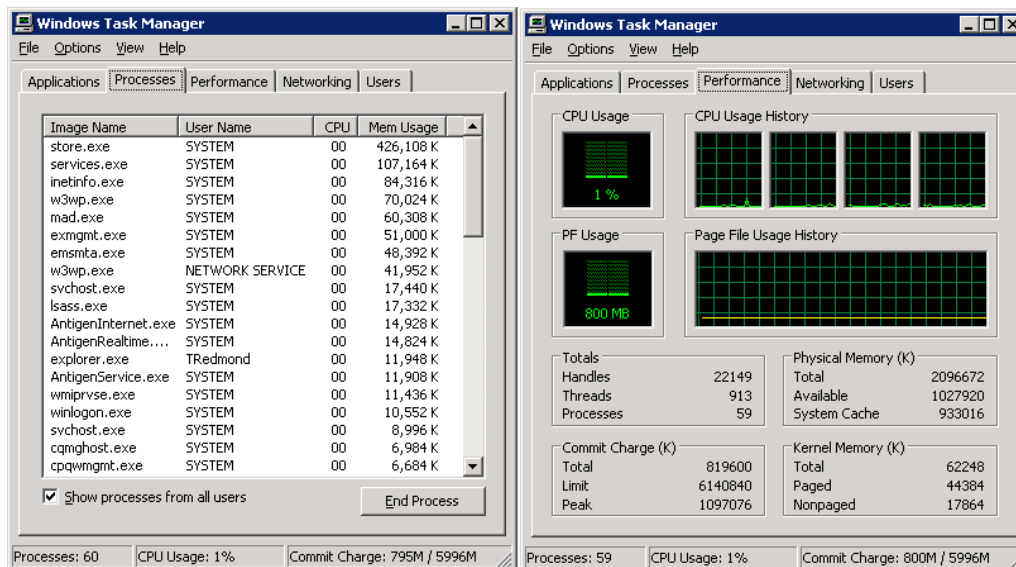 Windows Task Manager
File Options View Help
Applications Processes Performance Networking Users
Image Name User Name CPU Mem Usage
store.exe SYSTEM 00 426,108 K
services.exe SYSTEM 00 107,164 K
inetinfo.exe SYSTEM 00 84,316 K
w3wp.exe SYSTEM 00 70,024 K
mad.exe SYSTEM 00 60,308 K
exmgmt.exe SYSTEM 00 51,000 K
emsmta.exe SYSTEM 00 48,392 K
w3wp.exe NETWORK SERVICE 00 41,952 K
svchost.exe SYSTEM 00 17,440 K
lsass.exe SYSTEM 00 17,332 K
AntigenInternet.exe SYSTEM 00 14,928 K
AntigenRealtime.... SYSTEM 00 14,824 K
explorer.exe TRedmond 00 11,948 K
AntigenService.exe SYSTEM 00 11,908 K
wmiprvse.exe SYSTEM 00 11,436 K
winlogon.exe SYSTEM 00 10,552 K
svchost.exe SYSTEM 00 8,996 K
cqmghost.exe SYSTEM 00 6,984 K
cpqwmgmt.exe SYSTEM 00 6,684 K
Show processes from all users
End Process
Processes: 60 CPU Usage: 1% Commit Charge: 795M / 5996M
Windows Task Manager
File Options View Help
Applications Processes Performance Networking Users
CPU Usage CPU Usage History
1 %
PF Usage Page File Usage History
800 MB
Totals
Handles 22149
Threads 913
Processes 59
Physical Memory (K)
Total 2096672
Available 1027920
System Cache 933016
Commit Charge (K)
Total 819600
Limit 6140840
Peak 1097076
Kernel Memory (K)
Total 62248
Paged 44384
Nonpaged 17864
Processes: 59 CPU Usage: 1% Commit Charge: 800M / 5996M